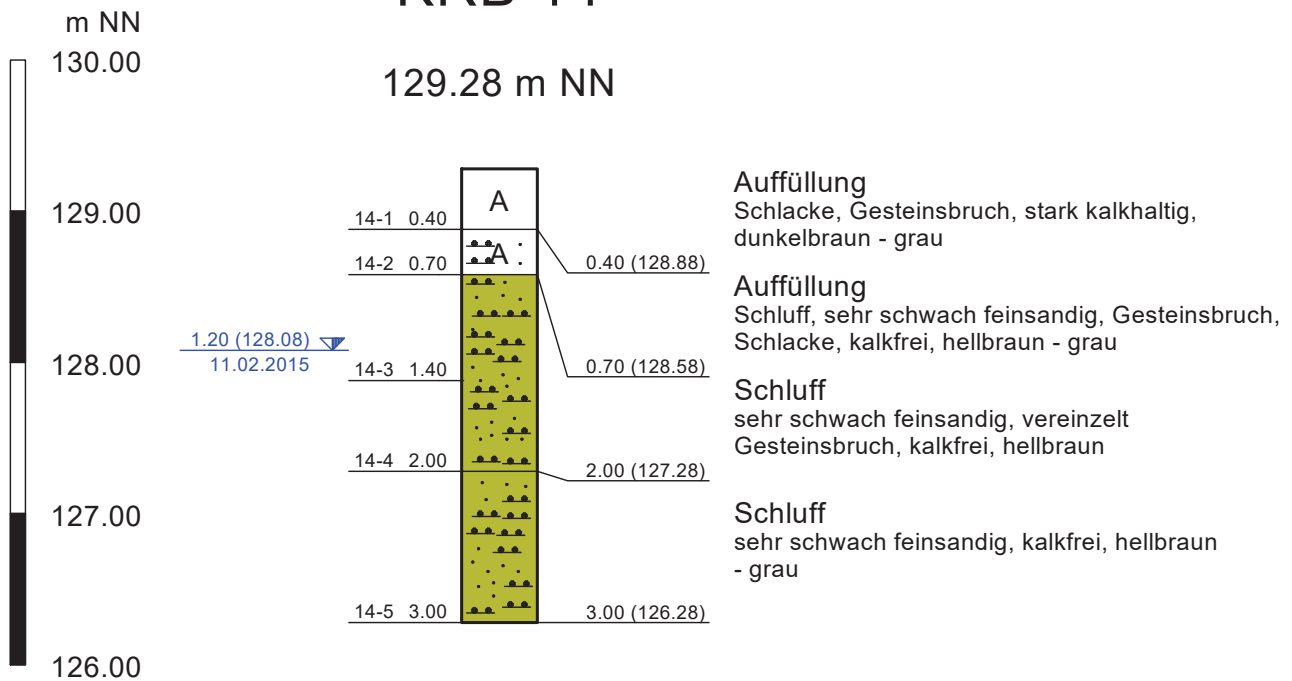 m NN
130.00
129.28 m NN
129.00
128.00
127.00
126.00
1.20 (128.08)
11.02.2015
14-1 0.40
14-2 0.70
14-3 1.40
14-4 2.00
14-5 3.00
A
A
0.40 (128.88)
0.70 (128.58)
2.00 (127.28)
3.00 (126.28)
Auffüllung
Schlacke, Gesteinsbruch, stark kalkhaltig,
dunkelbraun - grau
Auffüllung
Schluff, sehr schwach feinsandig, Gesteinsbruch,
Schlacke, kalkfrei, hellbraun - grau
Schluff
sehr schwach feinsandig, vereinzelt
Gesteinsbruch, kalkfrei, hellbraun
Schluff
sehr schwach feinsandig, kalkfrei, hellbraun
- grau